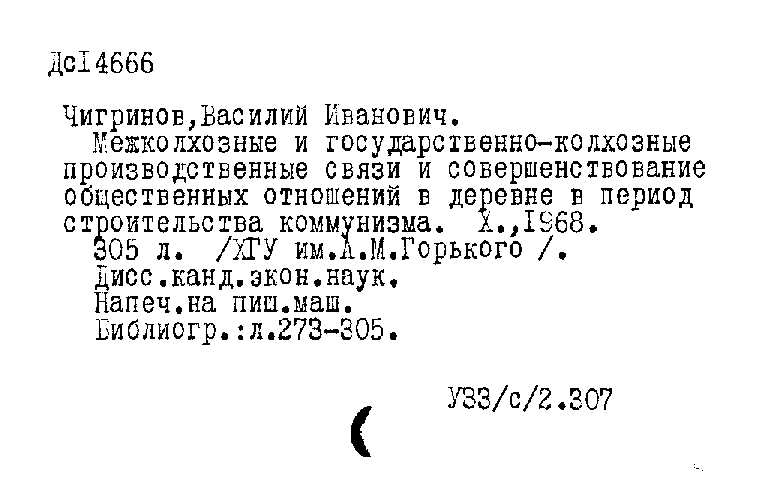 Дс14666
Чигринов,Василий Иванович.
Межколхозные и государственно-колхозные
производственные связи и совершенствование
общественных отношений в деревне в период
строительства коммунизма. Х.,1968.
305 л. /ХГУ им.А.М.Горького /.
Дисс.канд.экон.наук.
Напеч.на пиш.маш.
Библиогр.:л.273-305.
У33/с/2.307